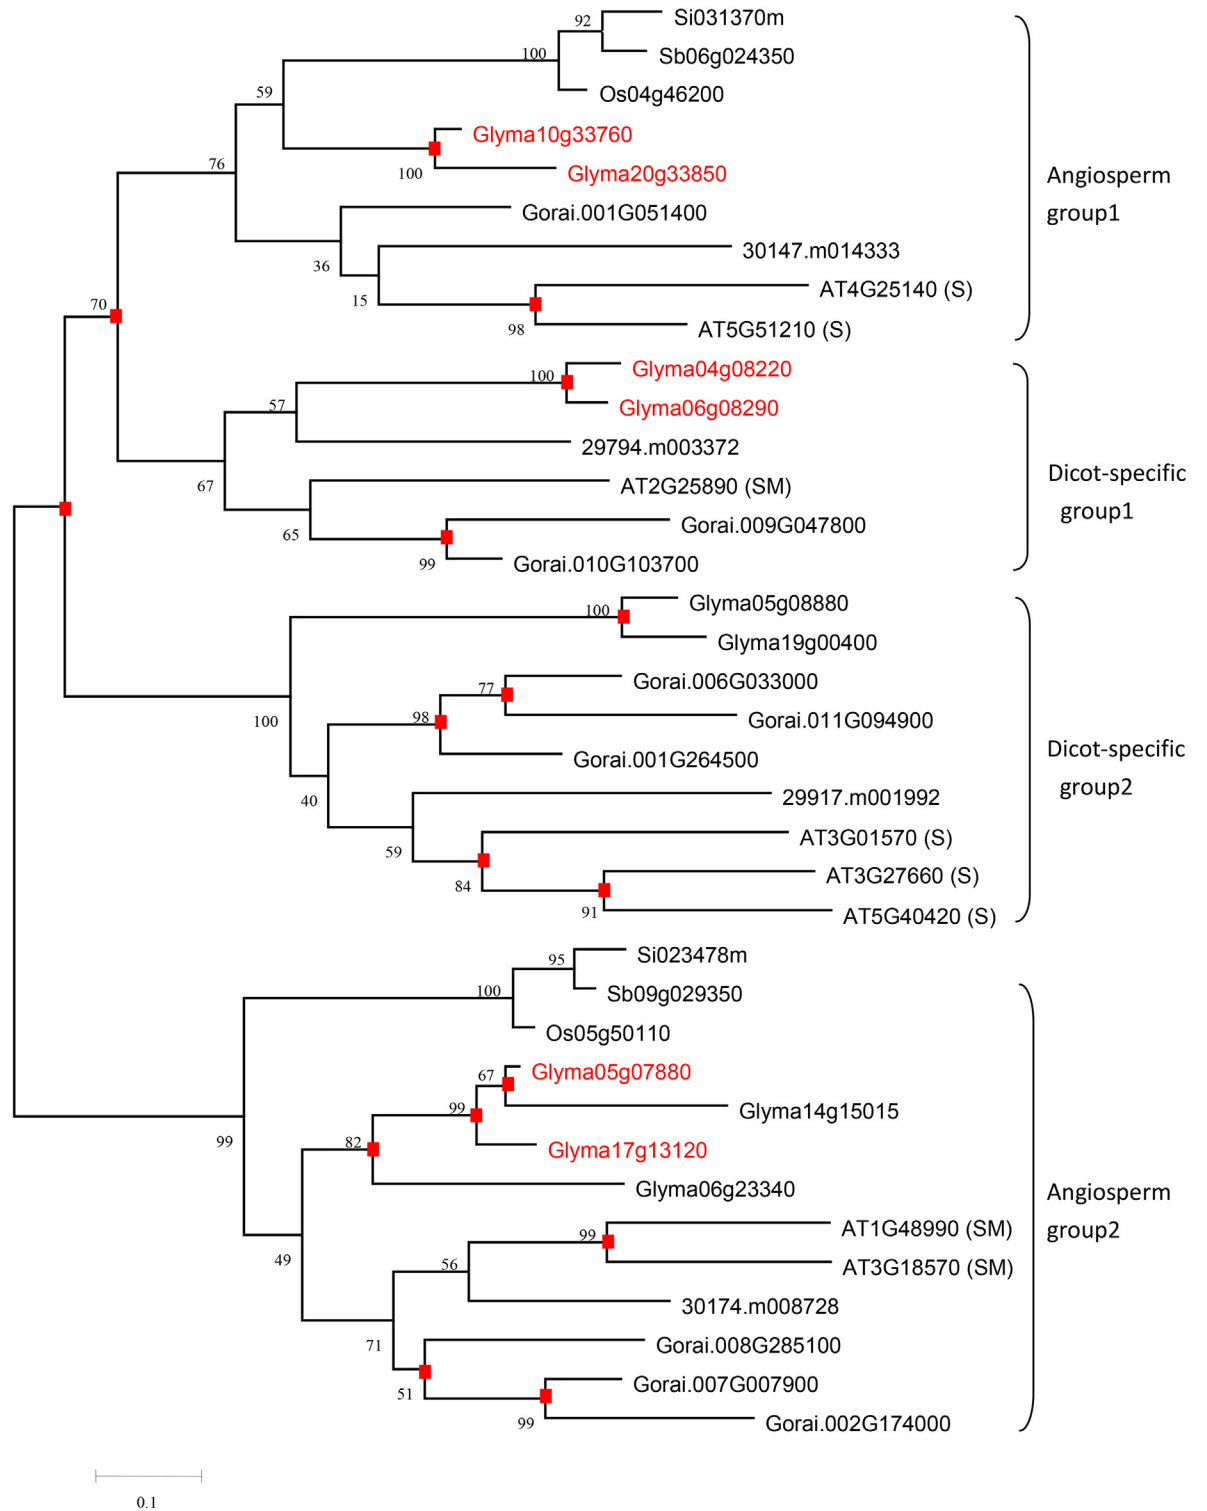 92
Si031370m
100
Sb06g024350
59
Os04g46200
Glyma10g33760
76
100
Glyma20g33850
Angiosperm
group1
Gorai.001G051400
36
30147.m014333
70
15
AT4G25140 (S)
98
AT5G51210 (S)
100
Glyma04g08220
57
Glyma06g08290
29794.m003372
67
AT2G25890 (SM)
Dicot-specific
group1
65
Gorai.009G047800
99
Gorai.010G103700
100
Glyma05g08880
Glyma19g00400
77
Gorai.006G033000
100
98
Gorai.011G094900
Gorai.001G264500
Dicot-specific
group2
40
29917.m001992
59
AT3G01570 (S)
84
AT3G27660 (S)
91
AT5G40420 (S)
95
Si023478m
100
Sb09g029350
Os05g50110
67
Glyma05g07880
99
Glyma14g15015
99
82
Glyma17g13120
Glyma06g23340
Angiosperm
group2
49
99
AT1G48990 (SM)
56
AT3G18570 (SM)
30174.m008728
71
Gorai.008G285100
51
Gorai.007G007900
99
Gorai.002G174000
0.1